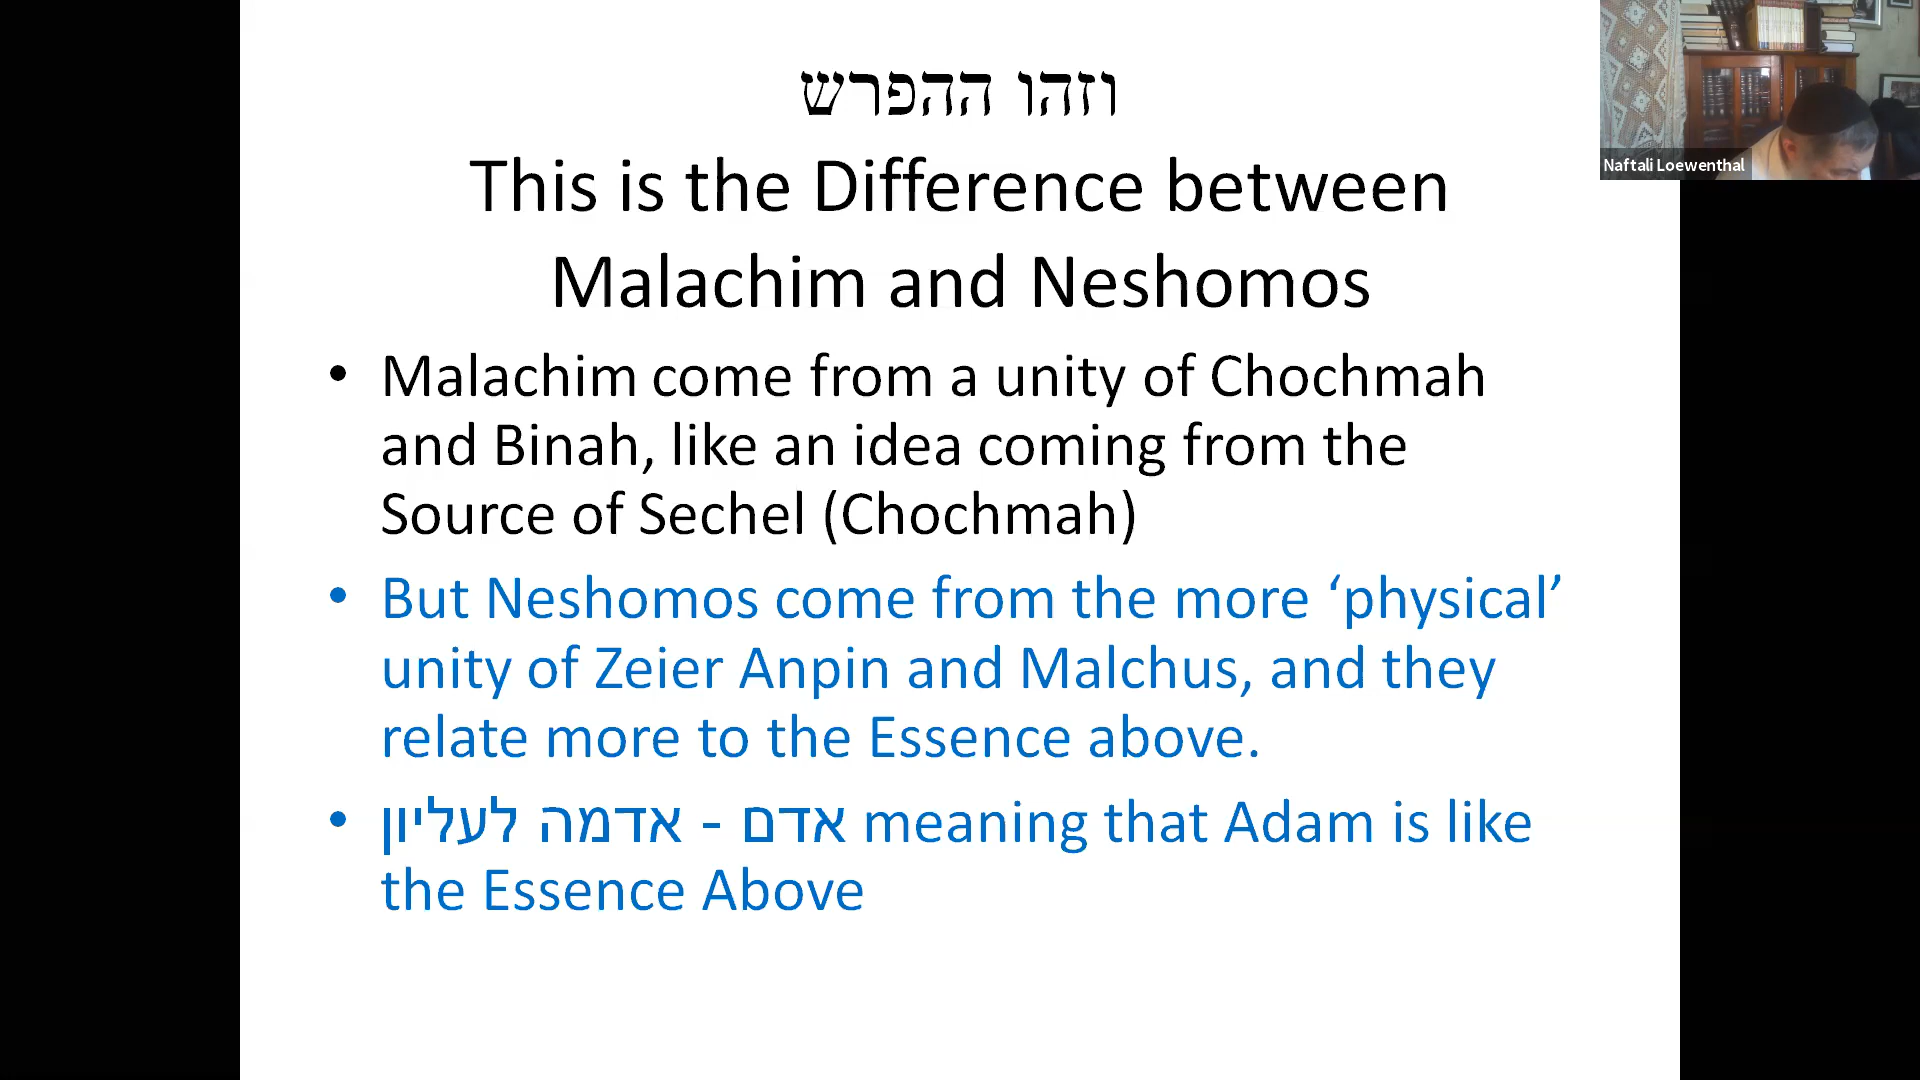 וזהו ההפרש
This is the Difference between
Malachim and Neshomos
• Malachim come from a unity of Chochmah
and Binah, like an idea coming from the
Source of Sechel (Chochmah)
• But Neshomos come from the more ‘physical’
unity of Zeier Anpin and Malchus, and they
relate more to the Essence above.
• אדם - אדמה לעליון meaning that Adam is like
the Essence Above
Naftali Loewenthal